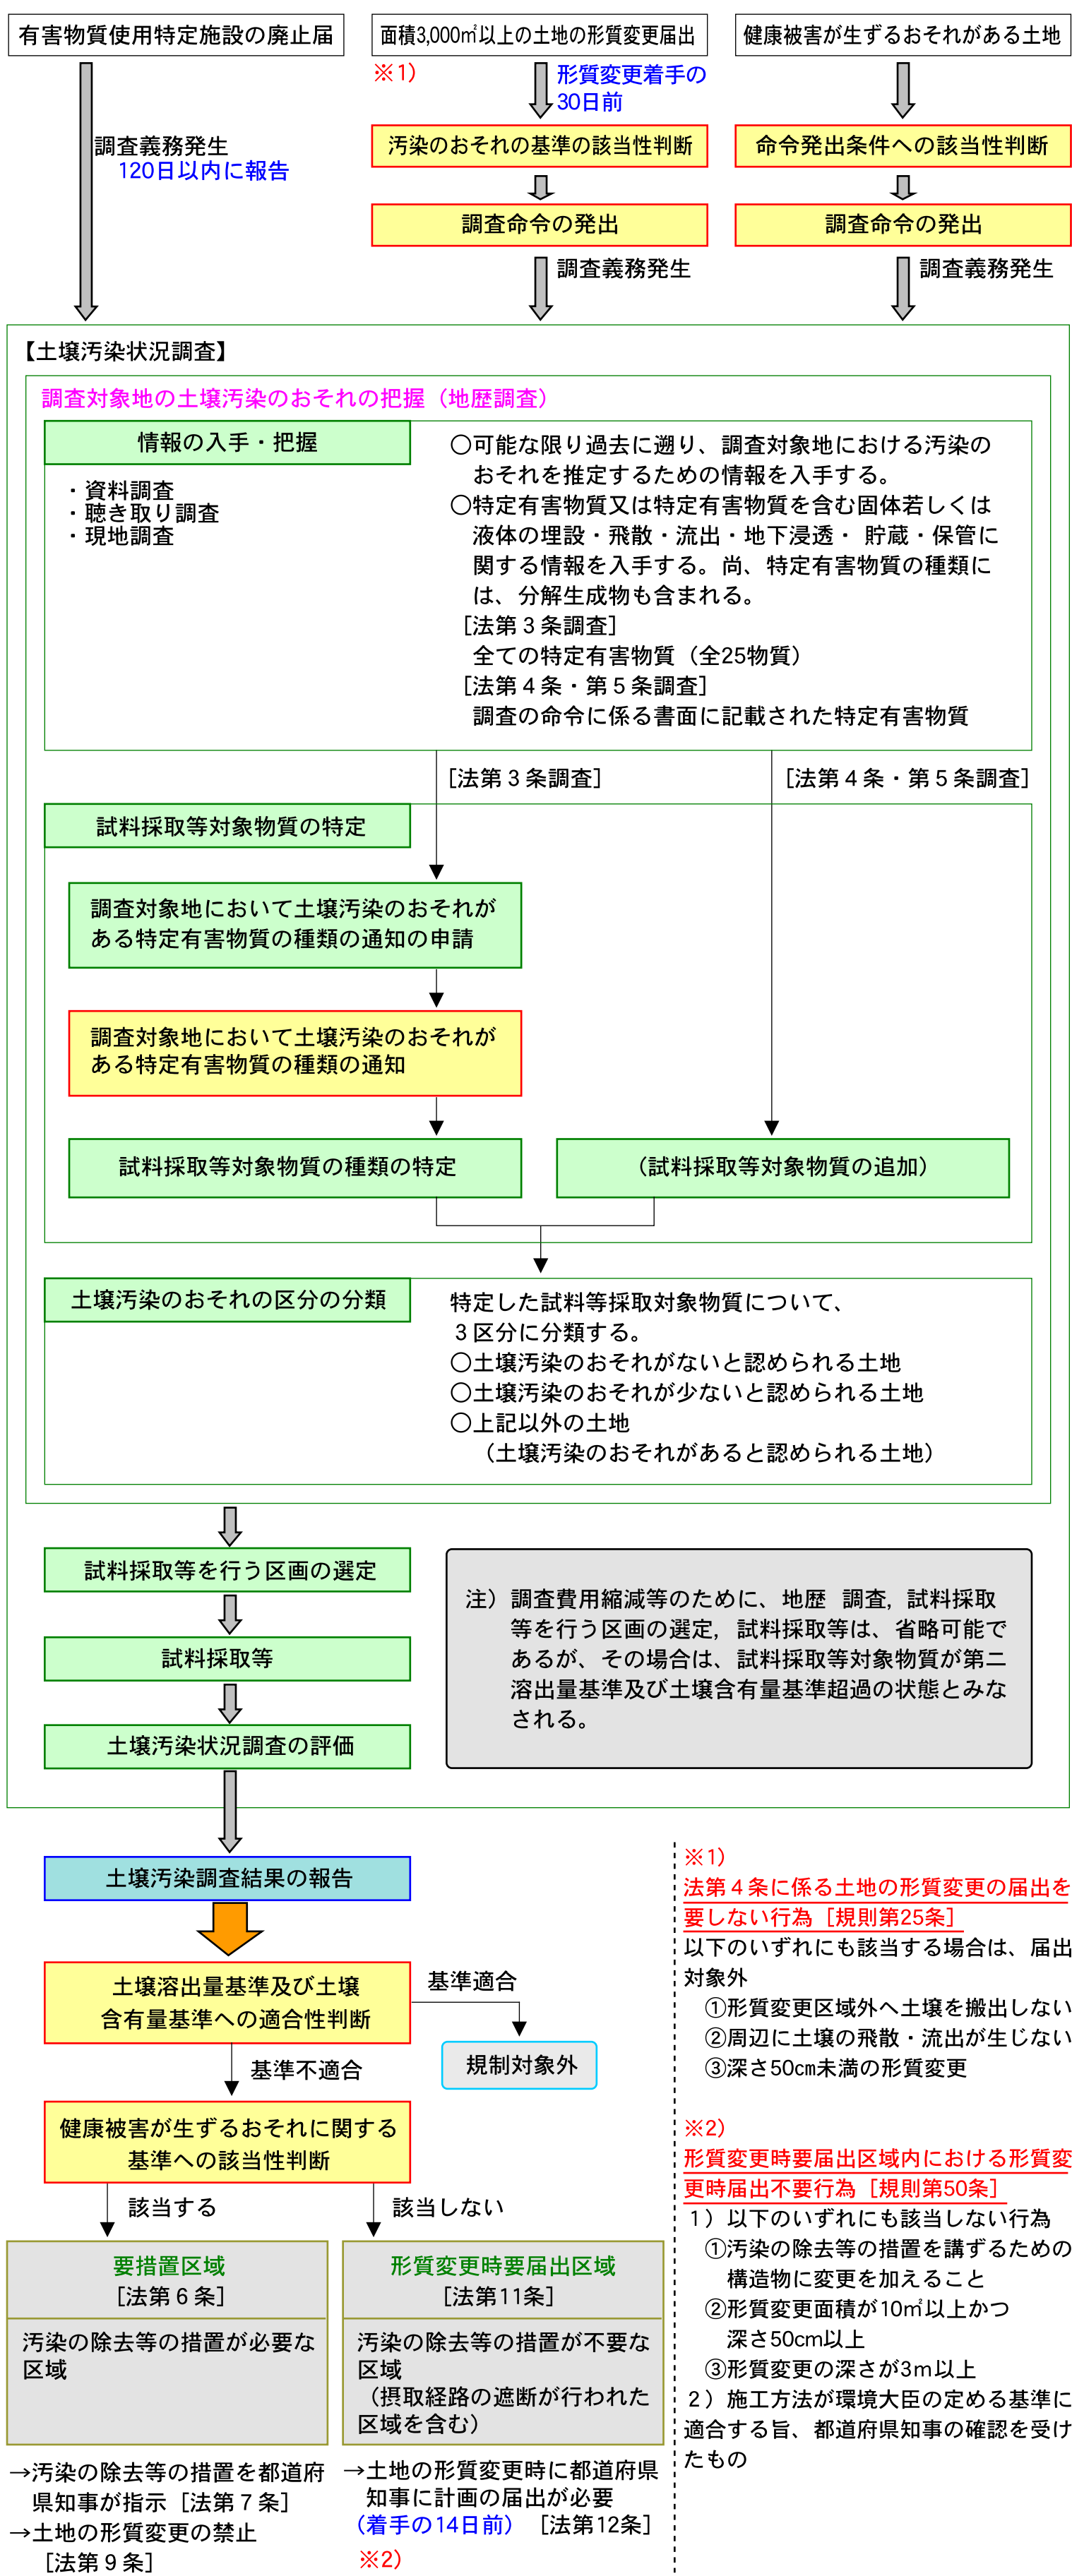 有害物質使用特定施設の廃止届
面積3,000㎡以上の土地の形質変更届出
健康被害が生ずるおそれがある土地
※1)
形質変更着手の
30日前
調査義務発生
120日以内に報告
汚染のおそれの基準の該当性判断
命令発出条件への該当性判断
調査命令の発出
調査命令の発出
調査義務発生
調査義務発生
【土壌汚染状況調査】
調査対象地の土壌汚染のおそれの把握（地歴調査）
情報の入手・把握
・資料調査
・聴き取り調査
・現地調査
○可能な限り過去に遡り、調査対象地における汚染の
おそれを推定するための情報を入手する。
○特定有害物質又は特定有害物質を含む固体若しくは
液体の埋設・飛散・流出・地下浸透・ 貯蔵・保管に
関する情報を入手する。尚、特定有害物質の種類に
は、分解生成物も含まれる。
［法第３条調査］
全ての特定有害物質（全25物質）
［法第４条・第５条調査］
調査の命令に係る書面に記載された特定有害物質
［法第３条調査］
［法第４条・第５条調査］
試料採取等対象物質の特定
調査対象地において土壌汚染のおそれが
ある特定有害物質の種類の通知の申請
調査対象地において土壌汚染のおそれが
ある特定有害物質の種類の通知
試料採取等対象物質の種類の特定
（試料採取等対象物質の追加）
土壌汚染のおそれの区分の分類
特定した試料等採取対象物質について、
３区分に分類する。
○土壌汚染のおそれがないと認められる土地
○土壌汚染のおそれが少ないと認められる土地
○上記以外の土地
（土壌汚染のおそれがあると認められる土地）
試料採取等を行う区画の選定
試料採取等
土壌汚染状況調査の評価
注）調査費用縮減等のために、地歴 調査，試料採取
等を行う区画の選定，試料採取等は、省略可能で
あるが、その場合は、試料採取等対象物質が第二
溶出量基準及び土壌含有量基準超過の状態とみな
される。
土壌汚染調査結果の報告
土壌溶出量基準及び土壌
含有量基準への適合性判断
基準適合
規制対象外
基準不適合
健康被害が生ずるおそれに関する
基準への該当性判断
該当する
該当しない
要措置区域
［法第６条］
汚染の除去等の措置が必要な
区域
形質変更時要届出区域
［法第11条］
汚染の除去等の措置が不要な
区域
（摂取経路の遮断が行われた
区域を含む）
→汚染の除去等の措置を都道府
県知事が指示［法第７条］
→土地の形質変更の禁止
［法第９条］
→土地の形質変更時に都道府県
知事に計画の届出が必要
（着手の14日前）［法第12条］
※2)
※1)
法第４条に係る土地の形質変更の届出を
要しない行為［規則第25条］
以下のいずれにも該当する場合は、届出
対象外
①形質変更区域外へ土壌を搬出しない
②周辺に土壌の飛散・流出が生じない
③深さ50㎝未満の形質変更
※2)
形質変更時要届出区域内における形質変
更時届出不要行為［規則第50条］
１）以下のいずれにも該当しない行為
①汚染の除去等の措置を講ずるための
構造物に変更を加えること
②形質変更面積が10㎡以上かつ
深さ50cm以上
③形質変更の深さが3ｍ以上
２）施工方法が環境大臣の定める基準に
適合する旨、都道府県知事の確認を受け
たもの